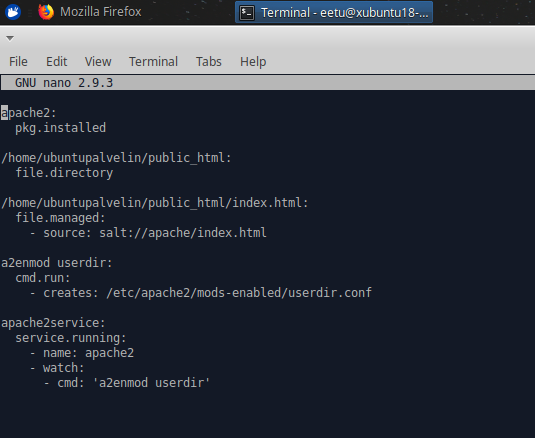 Mozilla Firefox
Terminal - eetu@xubuntu18-...
File Edit View Terminal Tabs Help
GNU nano 2.9.3
apache2:
  pkg.installed
/home/ubuntupalvelin/public_html:
  file.directory
/home/ubuntupalvelin/public_html/index.html:
  file.managed:
    - source: salt://apache/index.html
a2enmod userdir:
  cmd.run:
    - creates: /etc/apache2/mods-enabled/userdir.conf
apache2service:
  service.running:
    - name: apache2
    - watch:
      - cmd: 'a2enmod userdir'